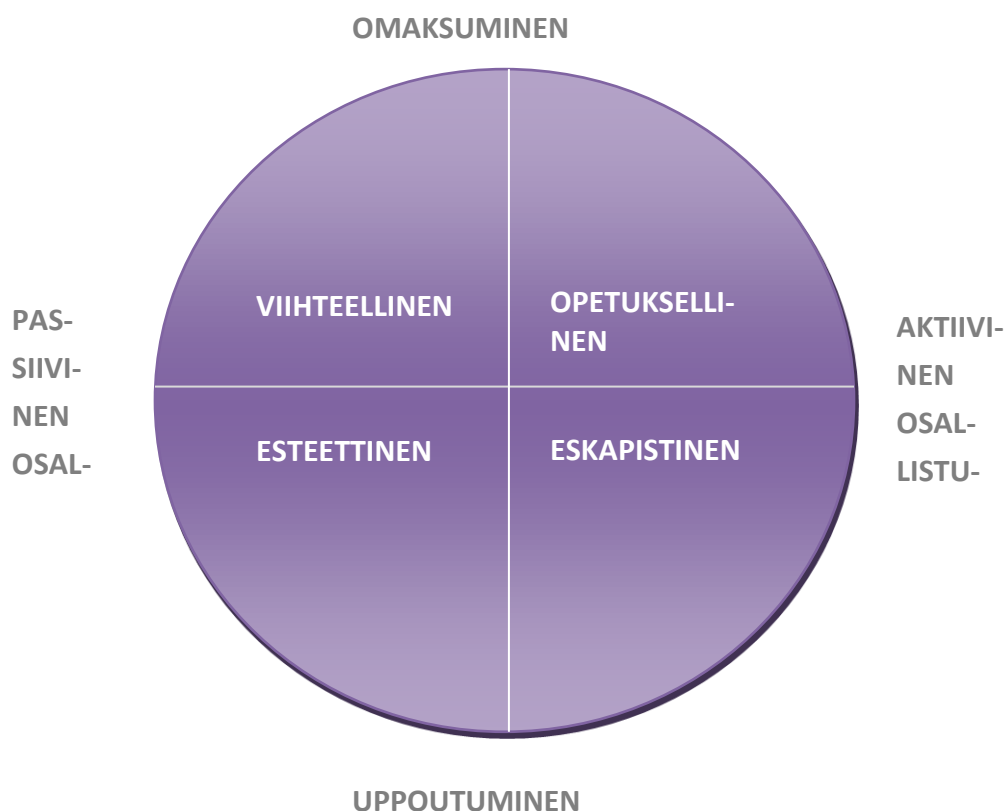 OMAKSUMINEN
VIIHTEELLINEN
OPETUKSELLI-
NEN
PAS-
SIIVI-
NEN
OSAL-
AKTIIVI-
NEN
OSAL-
LISTU-
ESTEETTINEN
ESKAPISTINEN
UPPOUTUMINEN